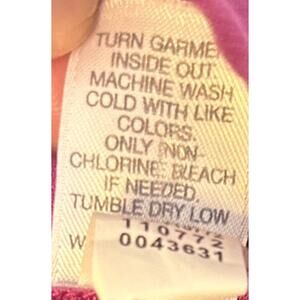 TURN GARME
INSIDE OUT.
MACHINE WASH
COLD WITH LIKE
COLORS.
ONLY NON-
CHLORINE BLEACH
IF NEEDED.
TUMBLE DRY LOW
W
110772
0043631